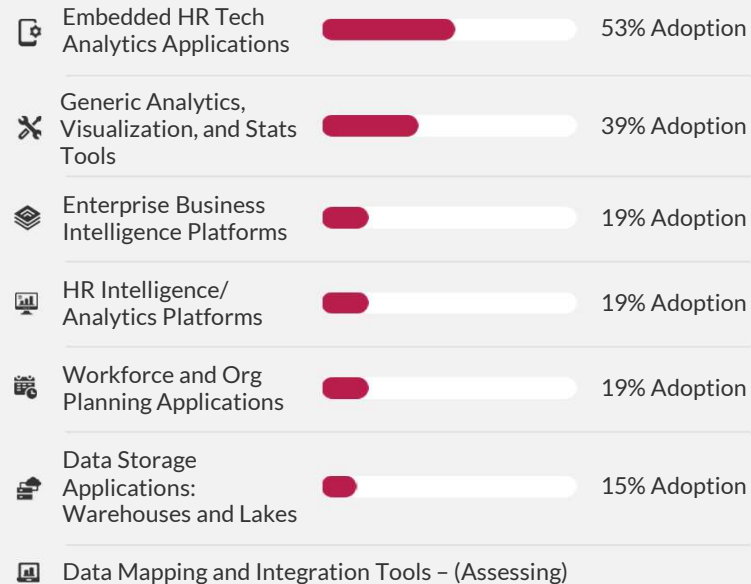 Embedded HR Tech
Analytics Applications
53% Adoption
Generic Analytics,
Visualization, and Stats
Tools
39% Adoption
Enterprise Business
Intelligence Platforms
19% Adoption
HR Intelligence/
Analytics Platforms
19% Adoption
Workforce and Org
Planning Applications
19% Adoption
Data Storage
Applications:
Warehouses and Lakes
15% Adoption
Data Mapping and Integration Tools – (Assessing)